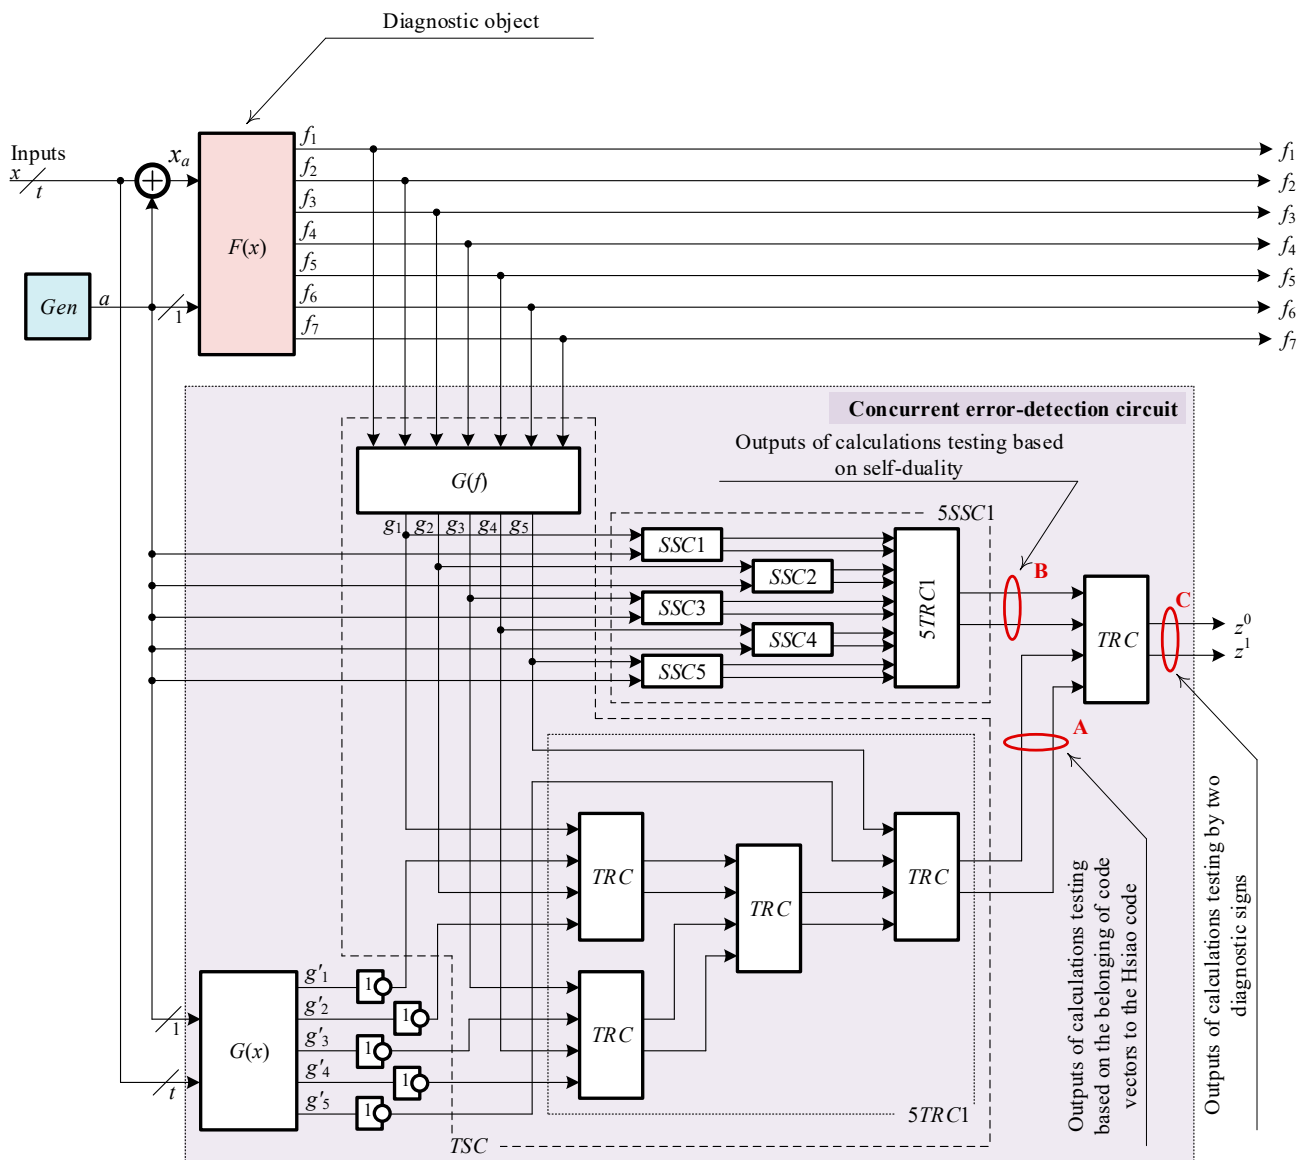 Diagnostic object
Inputs
x
t
x_a
F(x)
f1
f2
f3
f4
f5
f6
f7
f1
f2
f3
f4
f5
f6
f7
Gen
a
1
Concurrent error-detection circuit
Outputs of calculations testing based
on self-duality
G(f)
g1
g2
g3
g4
g5
5SSC1
SSC1
SSC2
SSC3
SSC4
SSC5
5TRC1
B
TRC
C
z^0
z^1
A
TRC
TRC
TRC
TRC
5TRC1
TSC
G(x)
1
t
g'1
g'2
g'3
g'4
g'5
1
1
1
1
1
Outputs of calculations testing
based on the belonging of code
vectors to the Hsiao code
Outputs of calculations testing by two
diagnostic signs